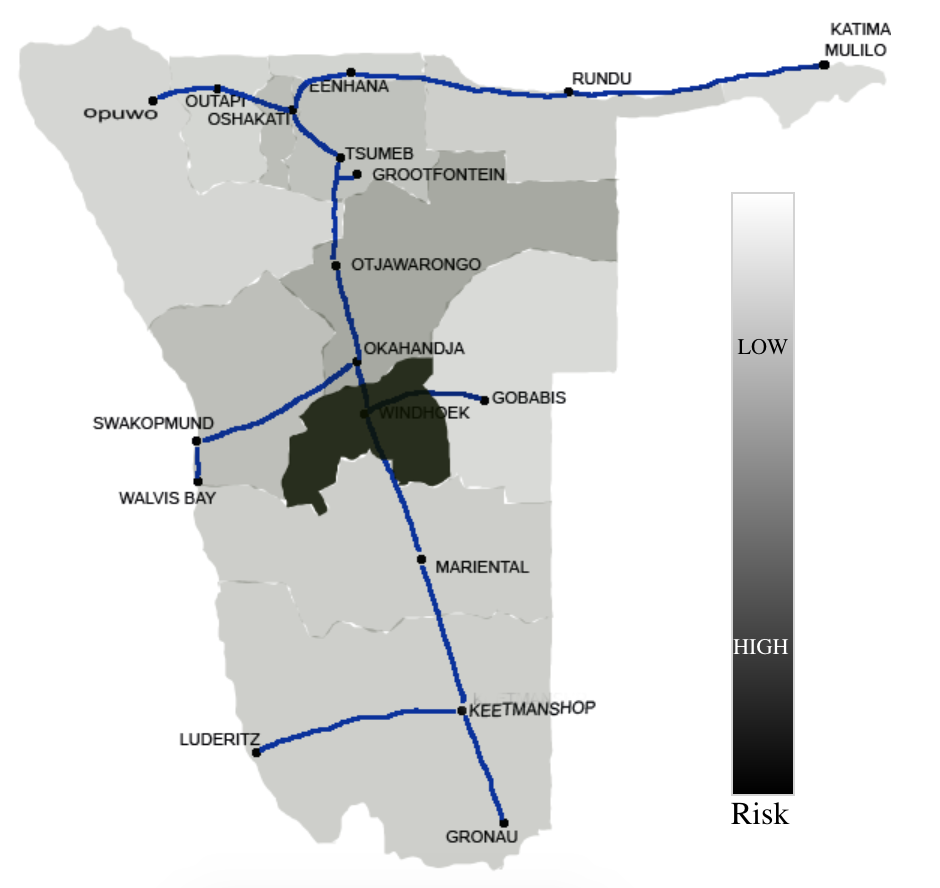 KATIMA
MULILO
RUNDU
EENHANA
OUTAPI
opuwo
OSHAKATI
TSUMEB
GROOTFONTEIN
OTJAWARONGO
LOW
OKAHANDJA
GOBABIS
WINDHOEK
SWAKOPMUND
WALVIS BAY
MARIENTAL
HIGH
KEETMANSHOP
LUDERITZ
Risk
GRONAU